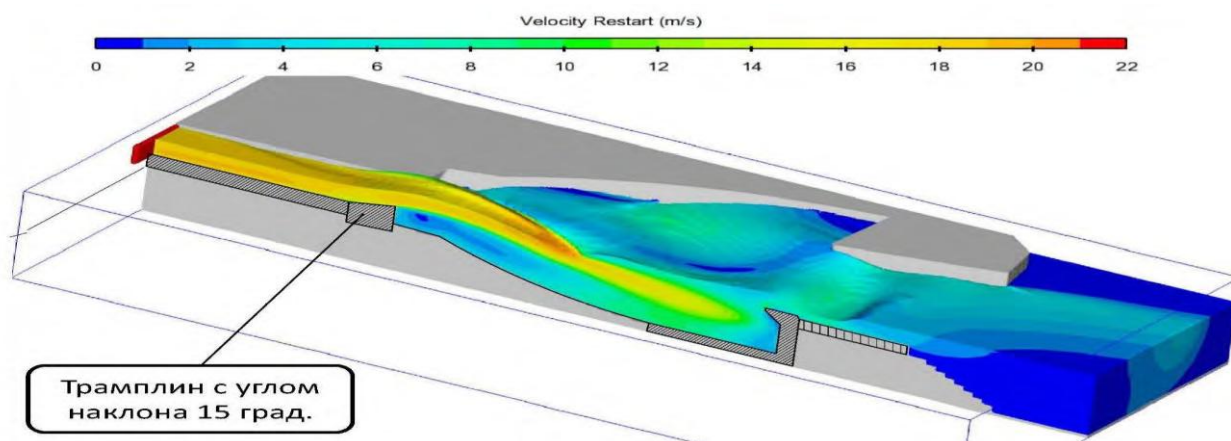 Velocity Restart (m/s)
0 2 4 6 8 10 12 14 16 18 20 22
Трамплин с углом
наклона 15 град.